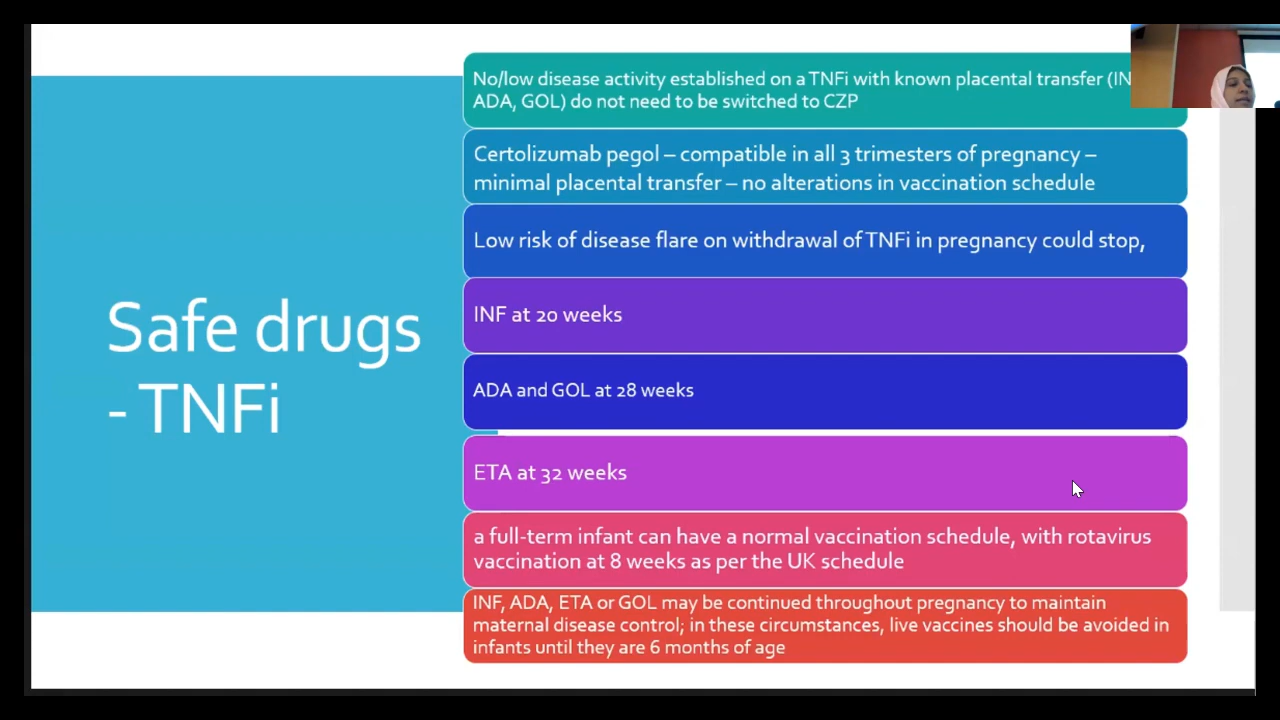 Safe drugs
- TNFi
No/low disease activity established on a TNFi with known placental transfer
ADA, GOL) do not need to be switched to CZP
Certolizumab pegol – compatible in all 3 trimesters of pregnancy –
minimal placental transfer – no alterations in vaccination schedule
Low risk of disease flare on withdrawal of TNFi in pregnancy could stop,
INF at 20 weeks
ADA and GOL at 28 weeks
ETA at 32 weeks
a full-term infant can have a normal vaccination schedule, with rotavirus
vaccination at 8 weeks as per the UK schedule
INF, ADA, ETA or GOL may be continued throughout pregnancy to maintain
maternal disease control; in these circumstances, live vaccines should be avoided in
infants until they are 6 months of age